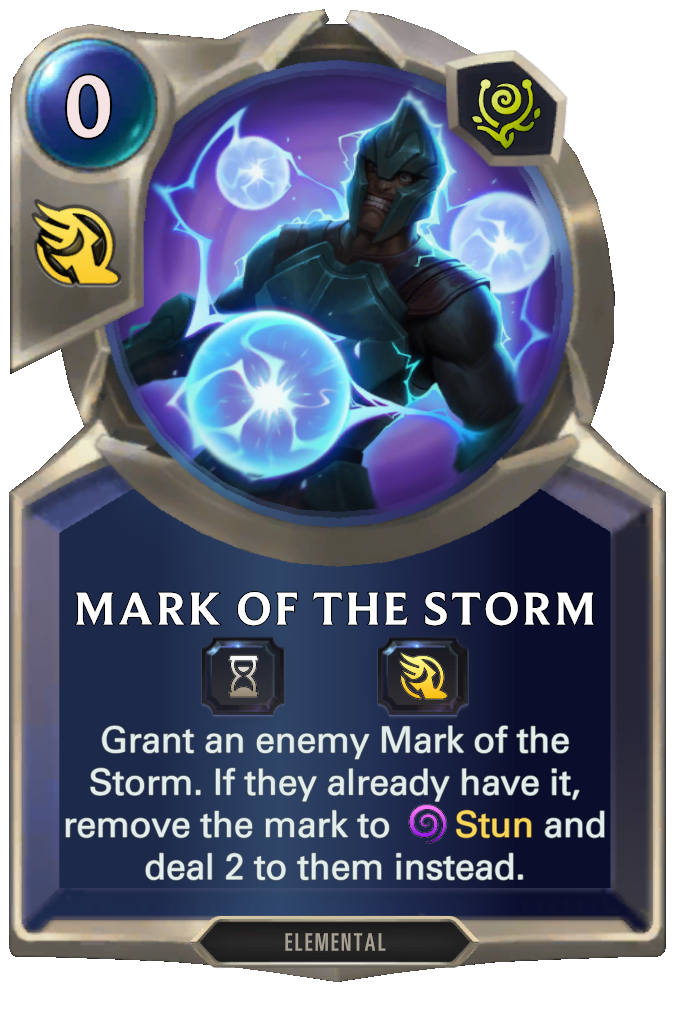 0
MARK OF THE STORM
Grant an enemy Mark of the
Storm. If they already have it,
remove the mark to Stun and
deal 2 to them instead.
ELEMENTAL